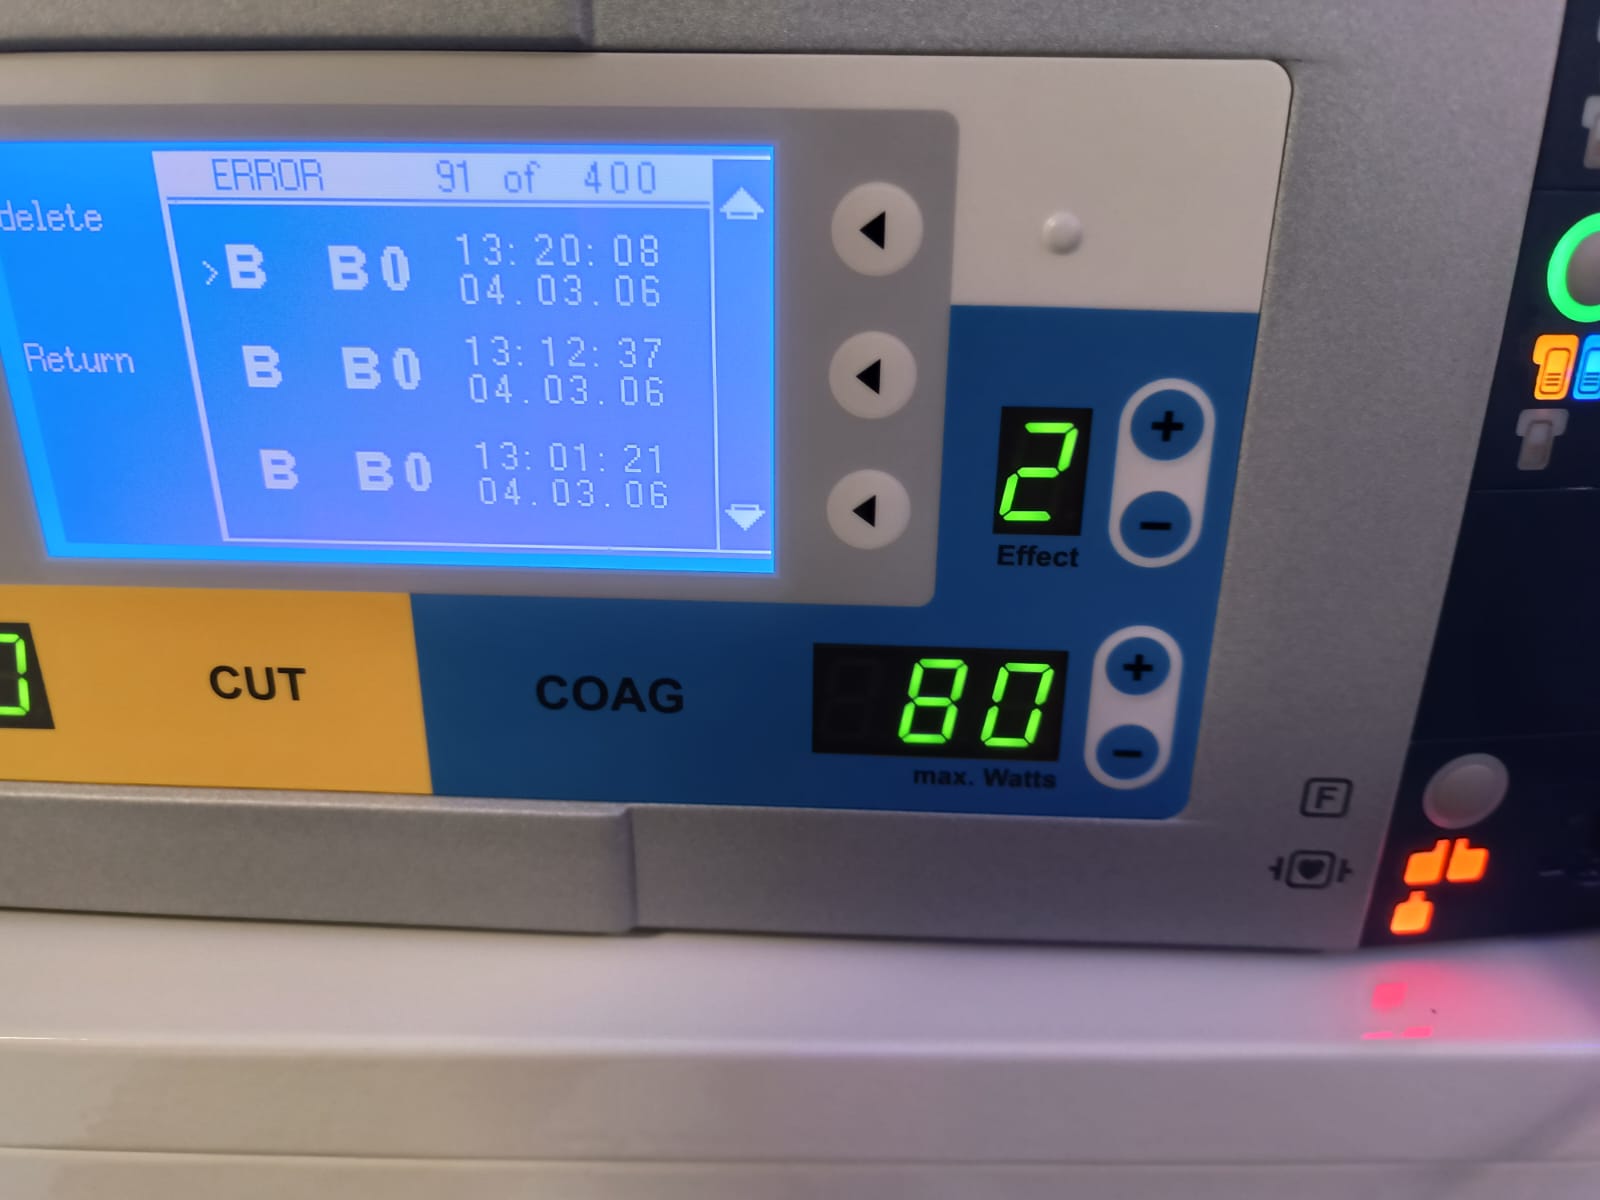 ERROR 91 of 400
delete
>B B0 13:20:08
04.03.06
Return
B B0 13:12:37
04.03.06
B B0 13:01:21
04.03.06
+
2
-
Effect
CUT
COAG
80
+
-
max. Watts
F